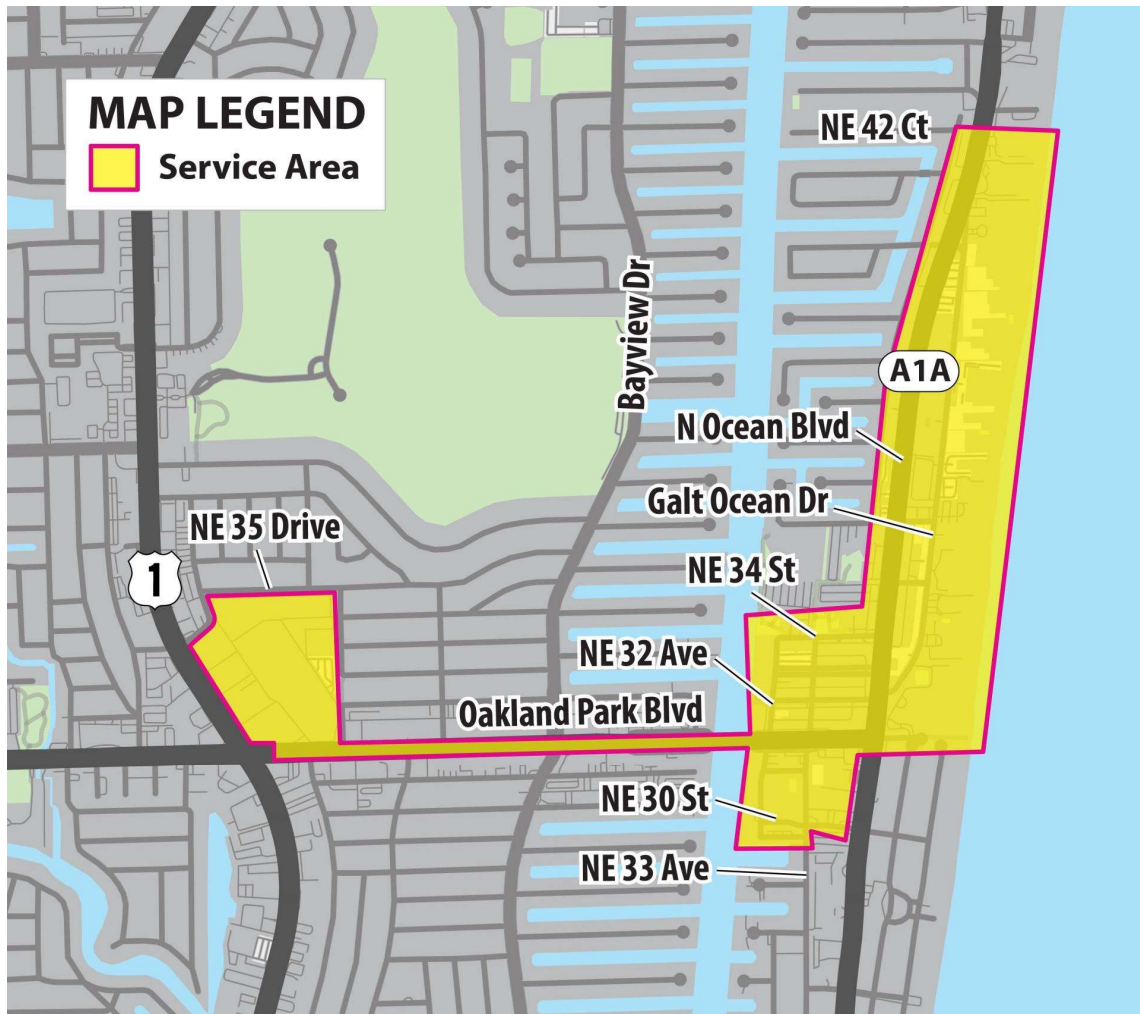 MAP LEGEND
Service Area
NE 42 Ct
Bayview Dr
A1A
N Ocean Blvd
Galt Ocean Dr
NE 35 Drive
1
NE 34 St
NE 32 Ave
Oakland Park Blvd
NE 30 St
NE 33 Ave